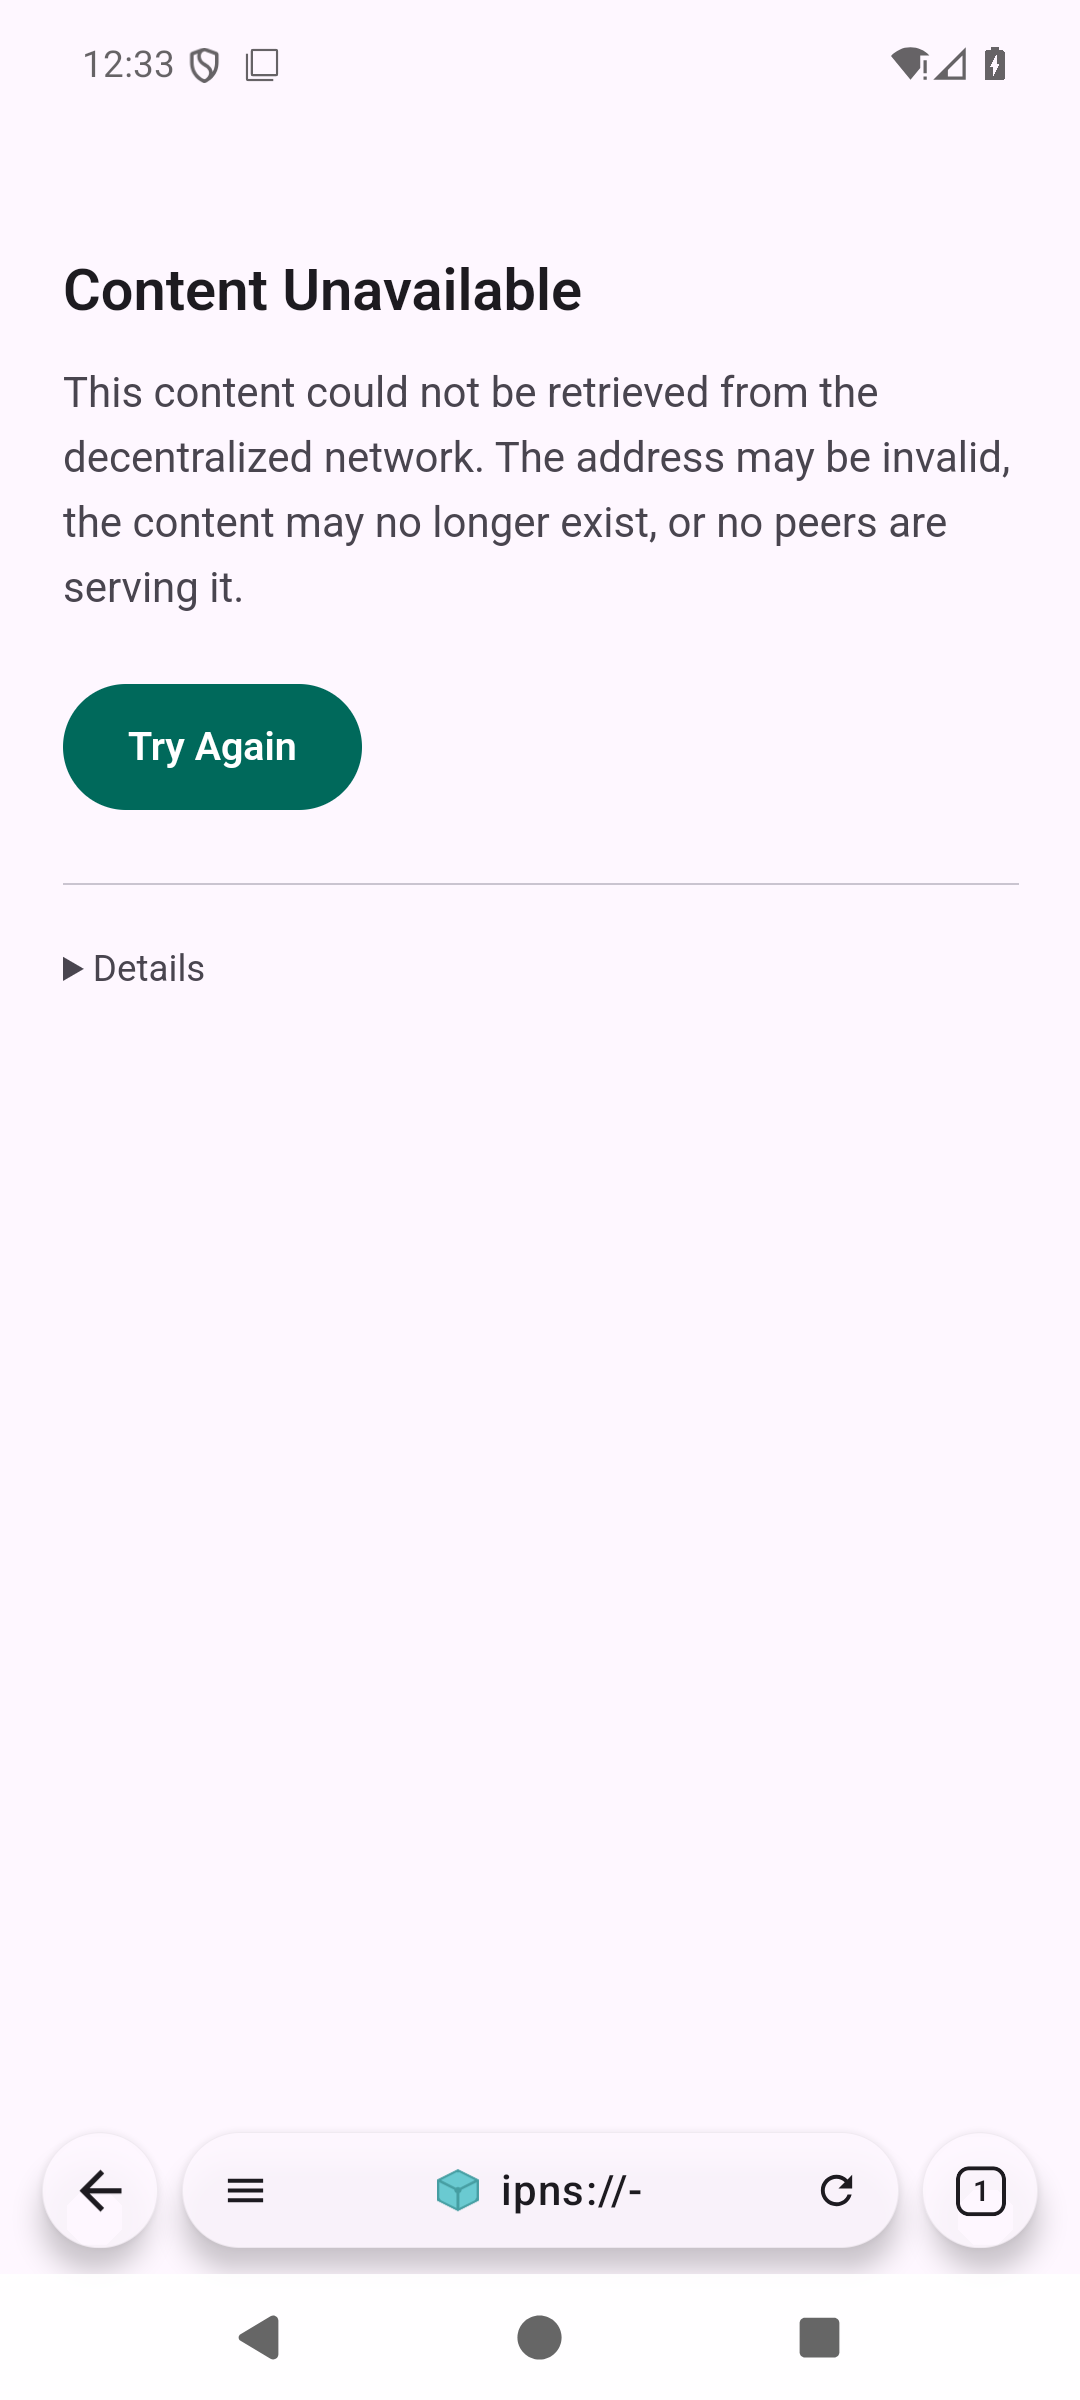 12:33
Content Unavailable
This content could not be retrieved from the
decentralized network. The address may be invalid,
the content may no longer exist, or no peers are
serving it.
Try Again
Details
ipns://-
1